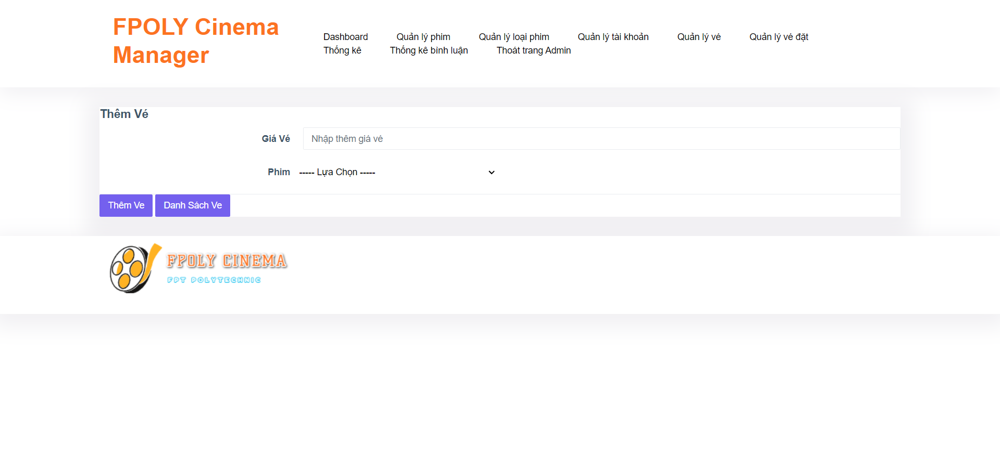 FPOLY Cinema
Manager
Dashboard Quản lý phim Quản lý loại phim Quản lý tài khoản Quản lý vé Quản lý vé đặt
Thống kê Thống kê bình luận Thoát trang Admin
Thêm Vé
Giá Vé Nhập thêm giá vé
Phim ----- Lựa Chọn -----
Thêm Ve Danh Sách Ve
FPOLY CINEMA
FPT POLYTECHNIC